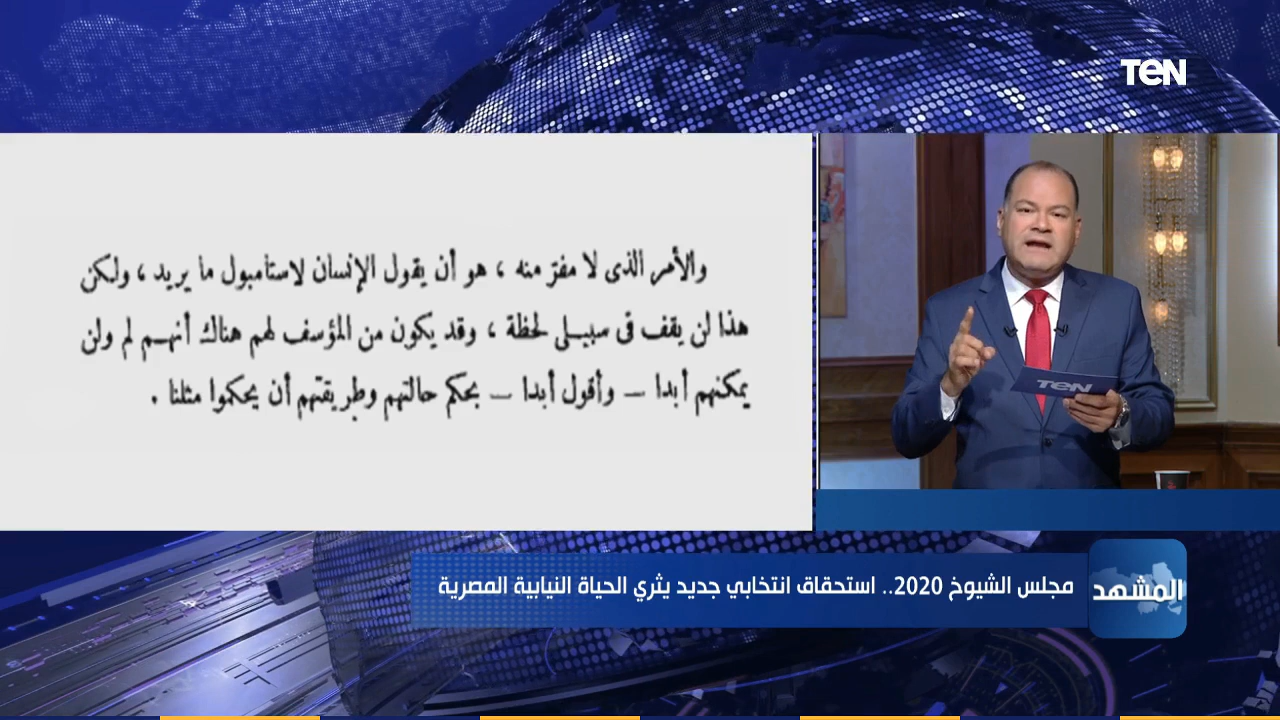 TEN
والأمر الذى لا مفرّ منه ، هو أن يقول الإنسان لاستامبول ما يريد ، ولكن
هذا لن يقف فى سبيلى لحظة ، وقد يكون من المؤسف لهم هناك أنهم لم ولن
يمكنهم أبدا — وأقول أبدا — بحكم حالتهم وطريقتهم أن يحكموا مثلنا .
TEN
المشهد
مجلس الشيوخ 2020.. استحقاق انتخابي جديد يثري الحياة النيابية المصرية